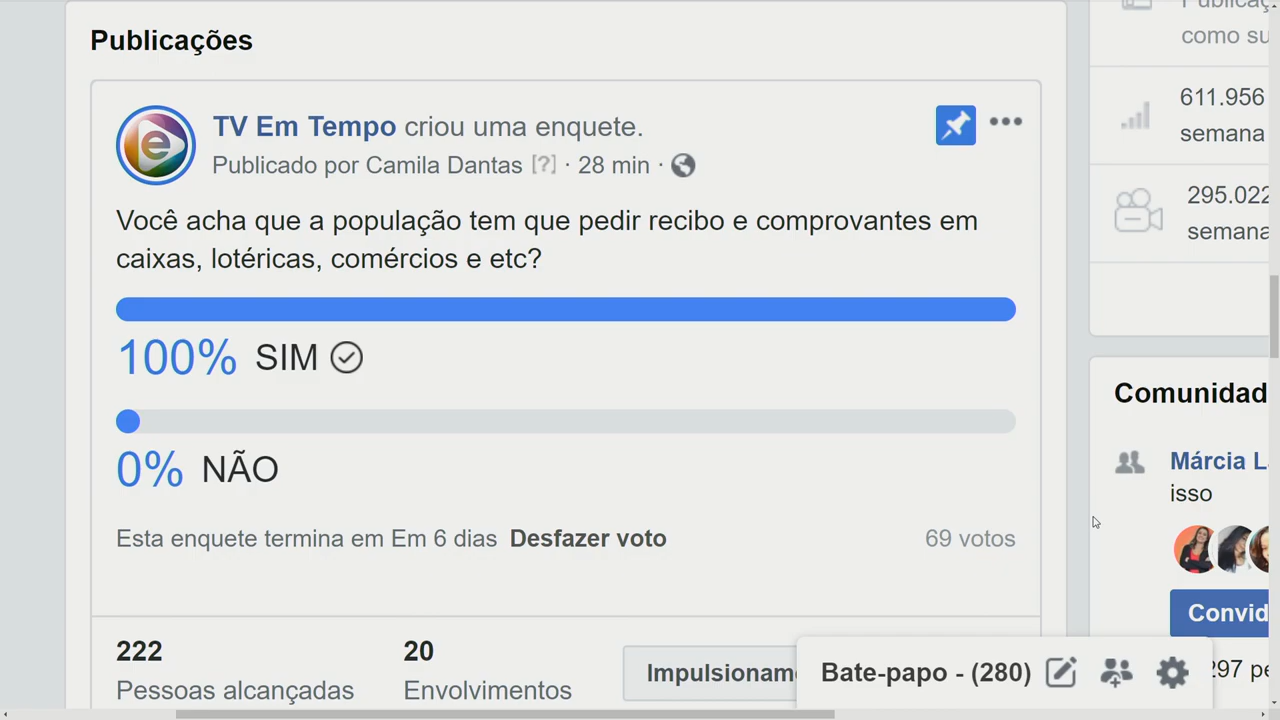 Publicações
TV Em Tempo criou uma enquete.
Publicado por Camila Dantas [?] · 28 min ·
Você acha que a população tem que pedir recibo e comprovantes em
caixas, lotéricas, comércios e etc?
100% SIM
0% NÃO
Esta enquete termina em Em 6 dias Desfazer voto 69 votos
222
Pessoas alcançadas
20
Envolvimentos
Impulsionam
como su
611.956
semana
295.022
semana
Comunidad
Márcia L
isso
Convid
297 pe
Bate-papo - (280)